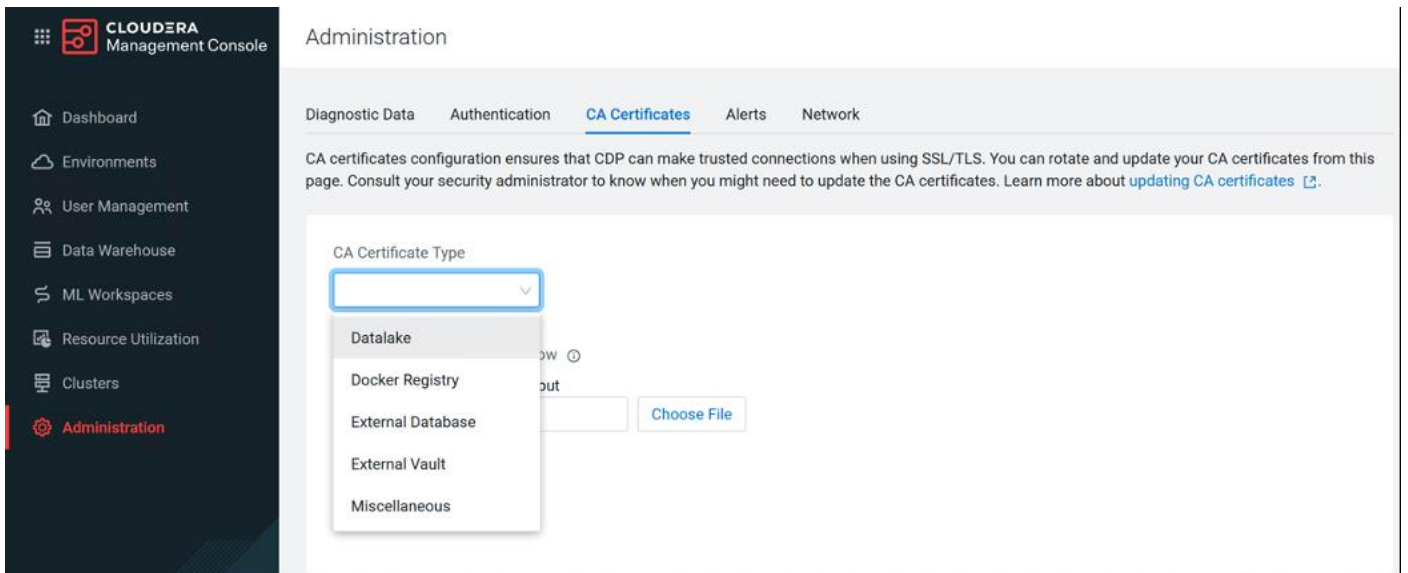 CLOUDERA
Management Console
Dashboard
Environments
User Management
Data Warehouse
ML Workspaces
Resource Utilization
Clusters
Administration
Administration
Diagnostic Data Authentication CA Certificates Alerts Network
CA certificates configuration ensures that CDP can make trusted connections when using SSL/TLS. You can rotate and update your CA certificates from this
page. Consult your security administrator to know when you might need to update the CA certificates. Learn more about updating CA certificates.
CA Certificate Type
Datalake
Docker Registry
External Database
External Vault
Miscellaneous
Choose File